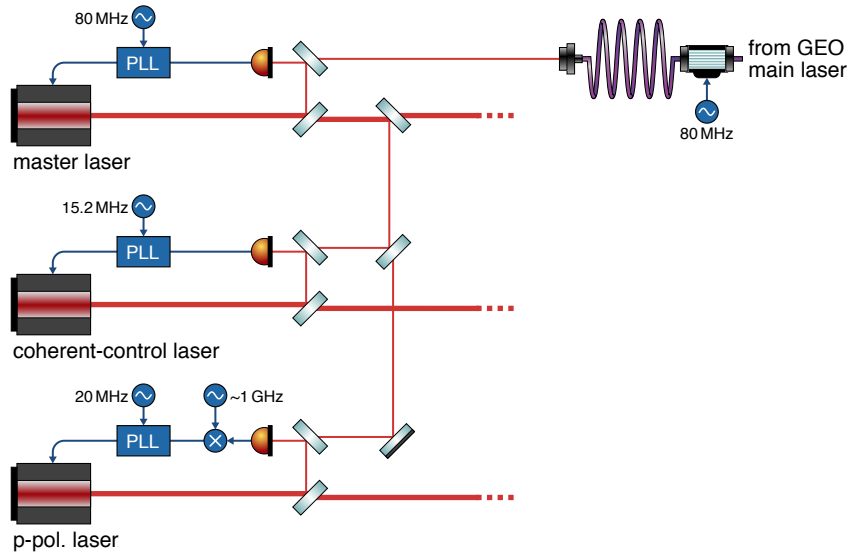 80 MHz
PLL
from GEO
main laser
80 MHz
master laser
15.2 MHz
PLL
coherent-control laser
20 MHz
~1 GHz
PLL
p-pol. laser